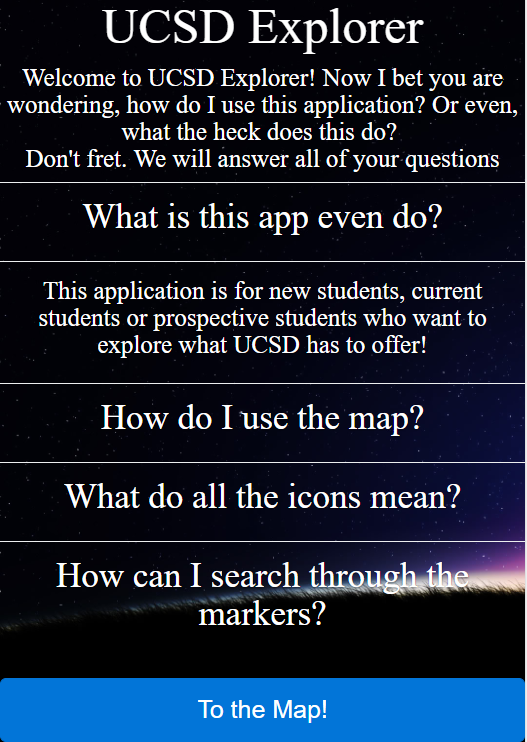 UCSD Explorer
Welcome to UCSD Explorer! Now I bet you are
wondering, how do I use this application? Or even,
what the heck does this do?
Don't fret. We will answer all of your questions
What is this app even do?
This application is for new students, current
students or prospective students who want to
explore what UCSD has to offer!
How do I use the map?
What do all the icons mean?
How can I search through the
markers?
To the Map!